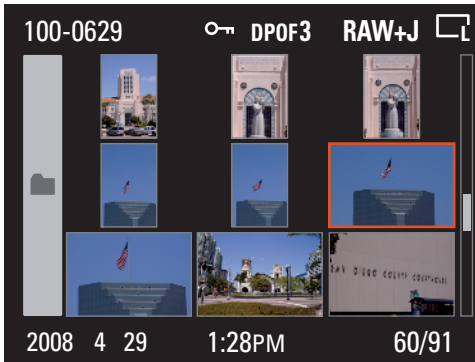 100-0629 DPOF3 RAW+J L
SAN DIEGO COUNTY COURTHOUSE
2008 4 29 1:28PM 60/91